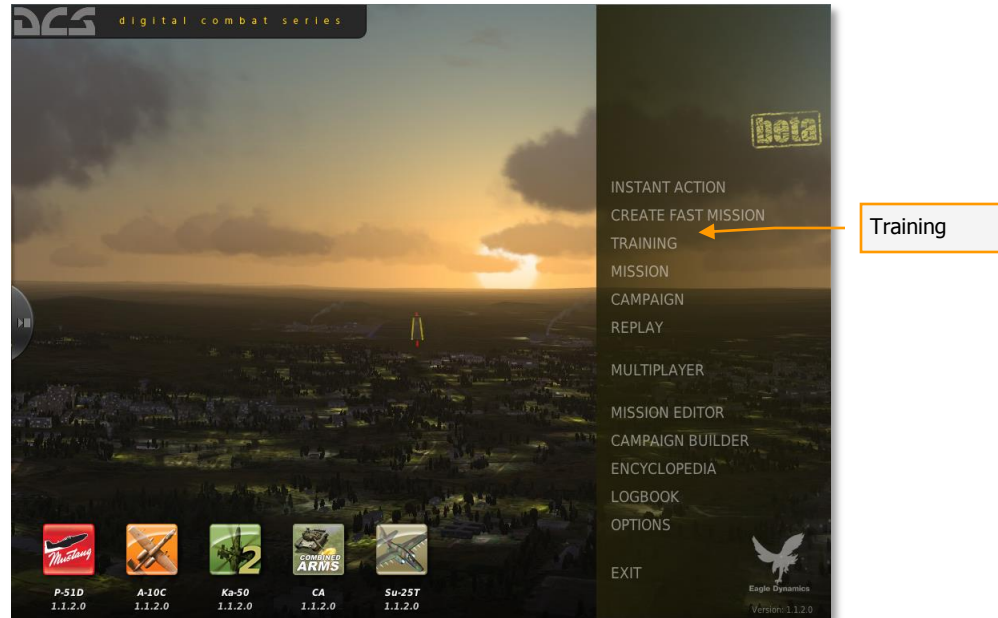 DCS digital combat series
beta
INSTANT ACTION
CREATE FAST MISSION
TRAINING
Training
MISSION
CAMPAIGN
REPLAY
MULTIPLAYER
MISSION EDITOR
CAMPAIGN BUILDER
ENCYCLOPEDIA
LOGBOOK
OPTIONS
EXIT
Mustang
2
COMBINED
ARMS
P-51D
1.1.2.0
A-10C
1.1.2.0
Ka-50
1.1.2.0
CA
1.1.2.0
Su-25T
1.1.2.0
Eagle Dynamics
Version: 1.1.2.0